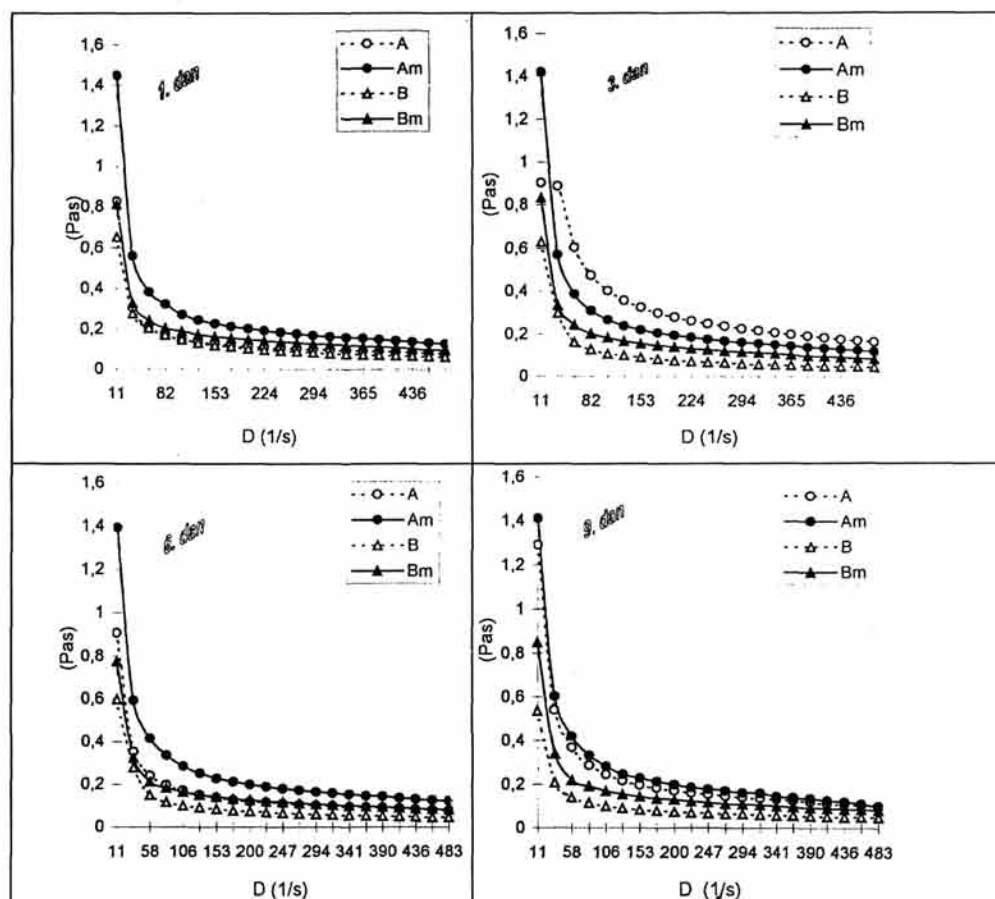 1,6
1,4
1,2
1
0,8
0,6
0,4
0,2
0
(Pas)
1. dan
A
Am
B
Bm
11 82 153 224 294 365 436
D (1/s)
1,6
1,4
1,2
1
0,8
0,6
0,4
0,2
0
(Pas)
3. dan
A
Am
B
Bm
11 82 153 224 294 365 436
D (1/s)
1,6
1,4
1,2
1
0,8
0,6
0,4
0,2
0
(Pas)
6. dan
A
Am
B
Bm
11 58 106 153 200 247 294 341 390 436 483
D (1/s)
1,6
1,4
1,2
1
0,8
0,6
0,4
0,2
0
(Pas)
9. dan
A
Am
B
Bm
11 58 106 153 200 247 294 341 390 436 483
D (1/s)